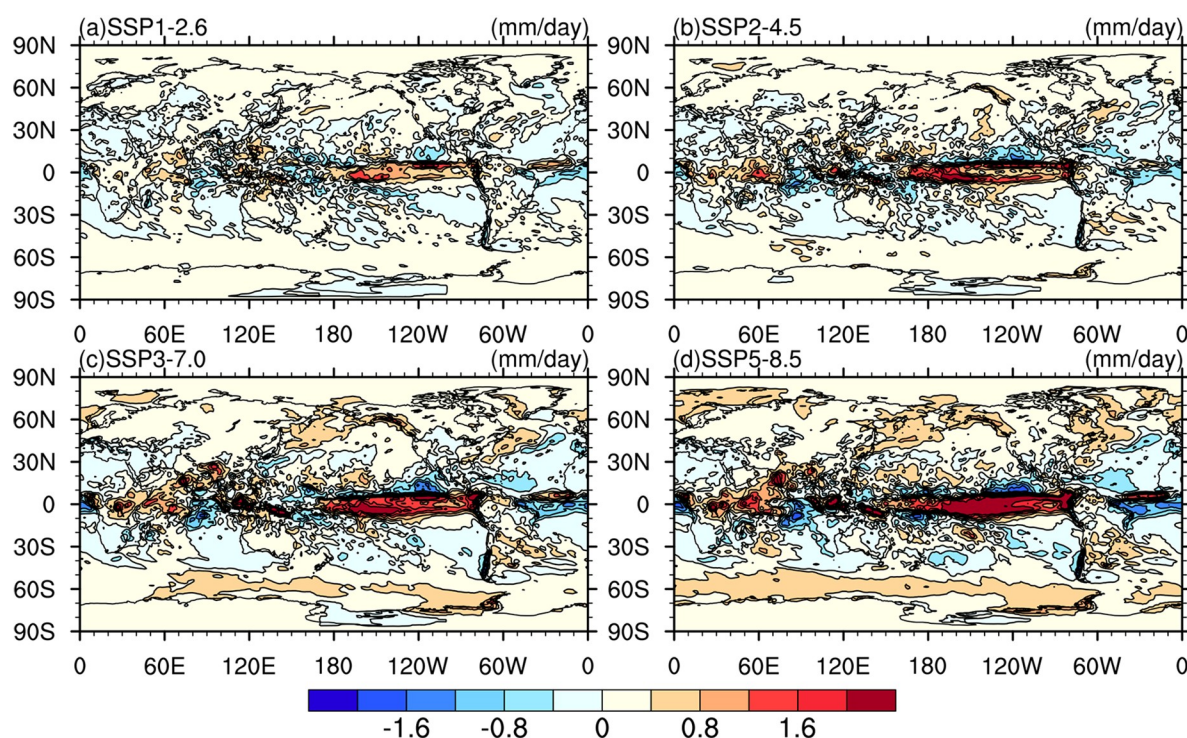 (a)SSP1-2.6 (mm/day) (b)SSP2-4.5 (mm/day)
90N 90N
60N 60N
30N 30N
0 0
30S 30S
60S 60S
90S 90S
0 60E 120E 180 120W 60W 0 0 60E 120E 180 120W 60W 0
(c)SSP3-7.0 (mm/day) (d)SSP5-8.5 (mm/day)
90N 90N
60N 60N
30N 30N
0 0
30S 30S
60S 60S
90S 90S
0 60E 120E 180 120W 60W 0 0 60E 120E 180 120W 60W 0
-1.6 -0.8 0 0.8 1.6